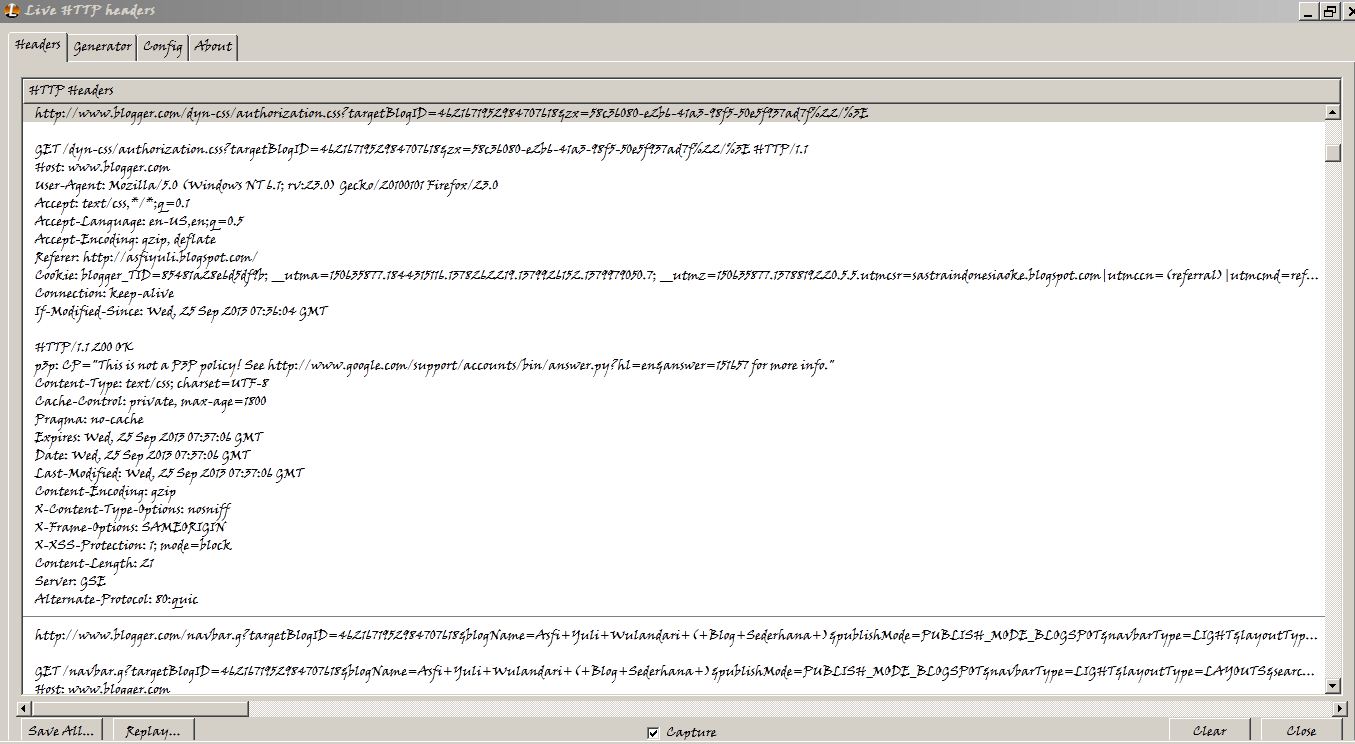 Live HTTP headers
Headers Generator Config About
HTTP Headers
http://www.blogger.com/dyn-css/authorization.css?targetBlogID=4621671952984707618&zx=58c3b080-e2b6-41a3-98f5-50e5f937ad7f%22/%3E
GET /dyn-css/authorization.css?targetBlogID=4621671952984707618&zx=58c3b080-e2b6-41a3-98f5-50e5f937ad7f%22/%3E HTTP/1.1
Host: www.blogger.com
User-Agent: Mozilla/5.0 (Windows NT 6.1; rv:23.0) Gecko/20100101 Firefox/23.0
Accept: text/css,*/*;q=0.1
Accept-Language: en-US,en;q=0.5
Accept-Encoding: gzip, deflate
Referer: http://asfiyuli.blogspot.com/
Cookie: blogger_TID=85481a28e6d5df9b; __utma=150635877.1844315116.1378262219.1379926152.1379979050.7; __utmz=150635877.1378819220.5.5.utmcsr=sastraindonesiaoke.blogspot.com|utmccn=(referral)|utmcmd=ref...
Connection: keep-alive
If-Modified-Since: Wed, 25 Sep 2013 07:36:04 GMT
HTTP/1.1 200 OK
p3p: CP="This is not a P3P policy! See http://www.google.com/support/accounts/bin/answer.py?hl=en&answer=151657 for more info."
Content-Type: text/css; charset=UTF-8
Cache-Control: private, max-age=1800
Pragma: no-cache
Expires: Wed, 25 Sep 2013 07:37:06 GMT
Date: Wed, 25 Sep 2013 07:37:06 GMT
Last-Modified: Wed, 25 Sep 2013 07:37:06 GMT
Content-Encoding: gzip
X-Content-Type-Options: nosniff
X-Frame-Options: SAMEORIGIN
X-XSS-Protection: 1; mode=block
Content-Length: 21
Server: GSE
Alternate-Protocol: 80:quic
http://www.blogger.com/navbar.g?targetBlogID=4621671952984707618&blogName=Asfi+Yuli+Wulandari+(+Blog+Sederhana+)&publishMode=PUBLISH_MODE_BLOGSPOT&navbarType=LIGHT&layoutTyp...
GET /navbar.g?targetBlogID=4621671952984707618&blogName=Asfi+Yuli+Wulandari+(+Blog+Sederhana+)&publishMode=PUBLISH_MODE_BLOGSPOT&navbarType=LIGHT&layoutType=LAYOUTS&searc...
Host: www.blogger.com
Save All... Replay... Capture Clear Close